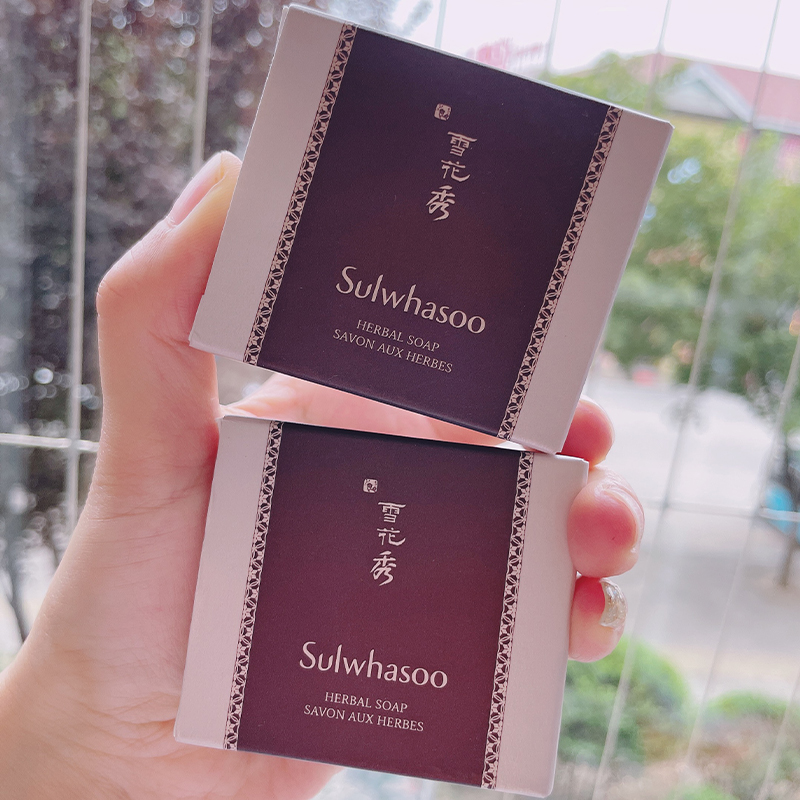 雪
花
秀
Sulwhasoo
HERBAL SOAP
SAVON AUX HERBES
雪
花
秀
Sulwhasoo
HERBAL SOAP
SAVON AUX HERBES